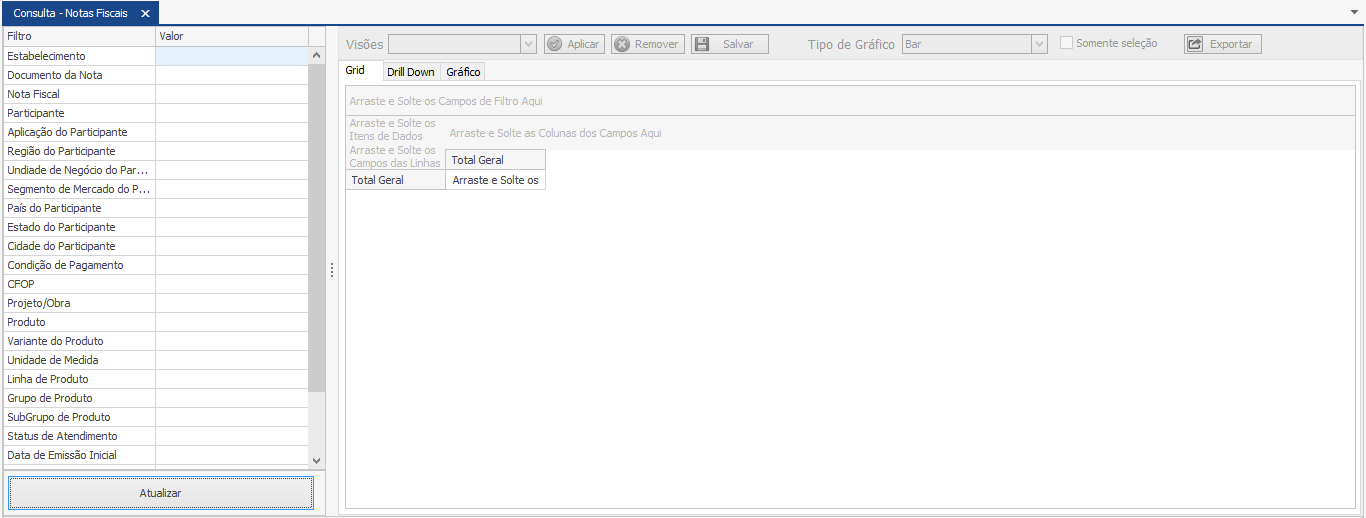 Consulta - Notas Fiscais
Filtro Valor
Estabelecimento
Documento da Nota
Nota Fiscal
Participante
Aplicação do Participante
Região do Participante
Undiade de Negócio do Par...
Segmento de Mercado do P...
País do Participante
Estado do Participante
Cidade do Participante
Condição de Pagamento
CFOP
Projeto/Obra
Produto
Variante do Produto
Unidade de Medida
Linha de Produto
Grupo de Produto
SubGrupo de Produto
Status de Atendimento
Data de Emissão Inicial
Atualizar
Visões Aplicar Remover Salvar Tipo de Gráfico Bar Somente seleção Exportar
Grid Drill Down Gráfico
Arraste e Solte os Campos de Filtro Aqui
Arraste e Solte os
Itens de Dados
Arraste e Solte as Colunas dos Campos Aqui
Arraste e Solte os
Campos das Linhas
Total Geral
Total Geral Arraste e Solte os